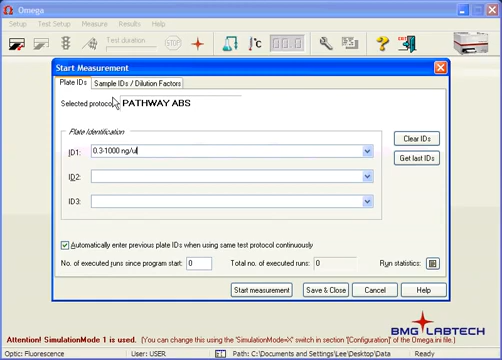 Omega
Setup Test Setup Measure Results Help
Test duration
STOP
°C
Start Measurement
Plate IDs Sample IDs / Dilution Factors
Selected protocol: PATHWAY ABS
Plate Identification
ID1: 0.3-1000 ng/ul
Clear IDs
Get last IDs
ID2:
ID3:
Automatically enter previous plate IDs when using same test protocol continuously
No. of executed runs since program start: 0 Total no. of executed runs: 0 Run statistics:
Start measurement Save & Close Cancel Help
BMG LABTECH
Attention! SimulationMode 1 is used. (You can change this using the 'SimulationMode=X' switch in section '[Configuration]' of the Omega.ini file.)
Optic: Fluorescence User: USER Path: C:\Documents and Settings\Lee\Desktop\Data